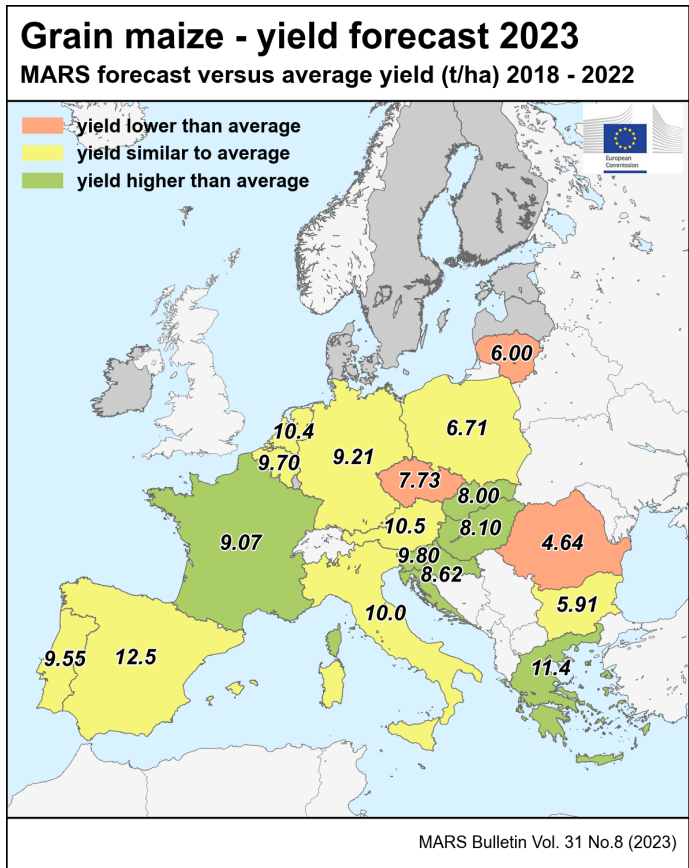 Grain maize - yield forecast 2023
MARS forecast versus average yield (t/ha) 2018 - 2022
yield lower than average
yield similar to average
yield higher than average
European
Commission
6.00
10.4
6.71
9.70
9.21
7.73
8.00
10.5
8.10
9.07
4.64
9.80
8.62
5.91
10.0
9.55
12.5
11.4
MARS Bulletin Vol. 31 No.8 (2023)